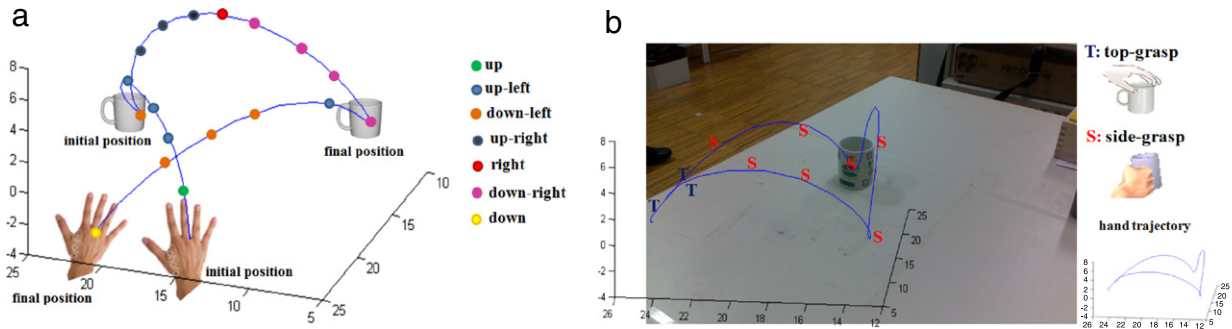 a
8
6
4
2
0
-2
-4
25
20
15
10
5
25
20
15
10
initial position
final position
initial position
final position
up
up-left
down-left
up-right
right
down-right
down
b
8
6
4
2
0
-2
-4
26
24
22
20
18
16
14
12
5
10
15
20
25
T
T
T
S
S
S
S
S
S
S
T: top-grasp
S: side-grasp
hand trajectory
8
6
4
2
0
-2
-4
26
24
22
20
18
16
14
12
5
10
15
20
25